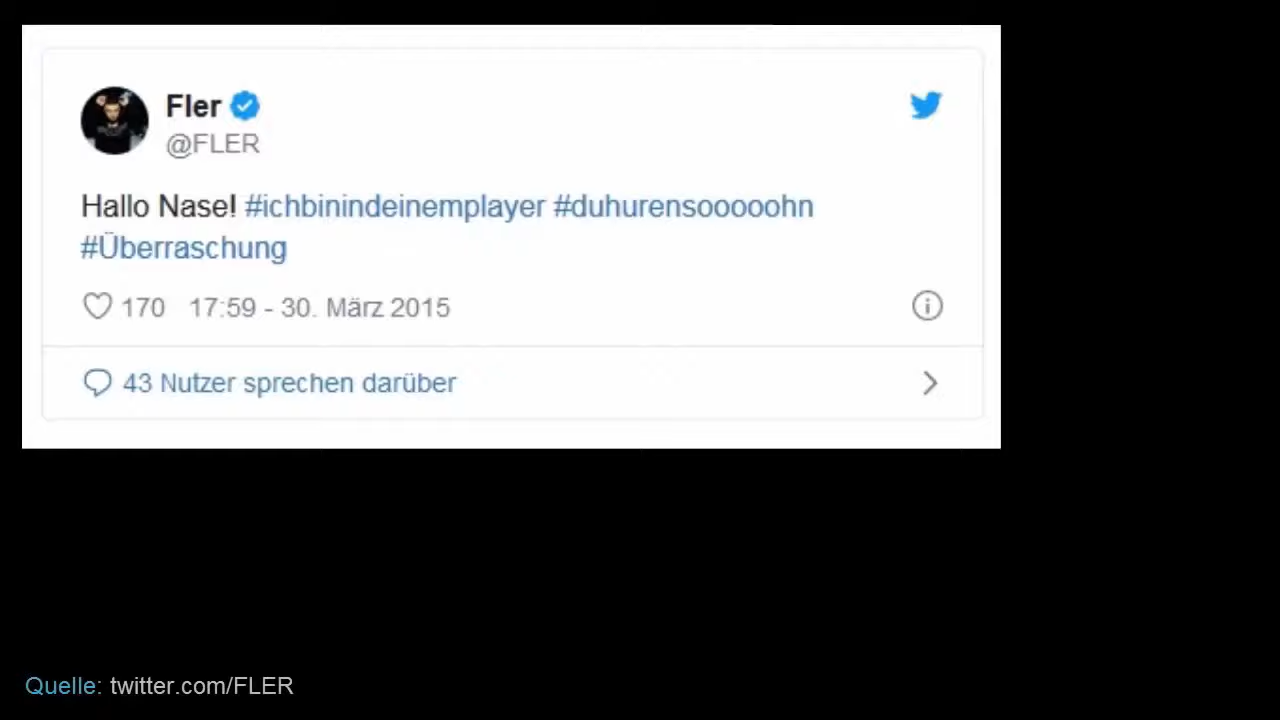 Fler
@FLER
Hallo Nase! #ichbinindeinemplayer #duhurensooooohn
#Überraschung
170 17:59 - 30. März 2015
43 Nutzer sprechen darüber
Quelle: twitter.com/FLER